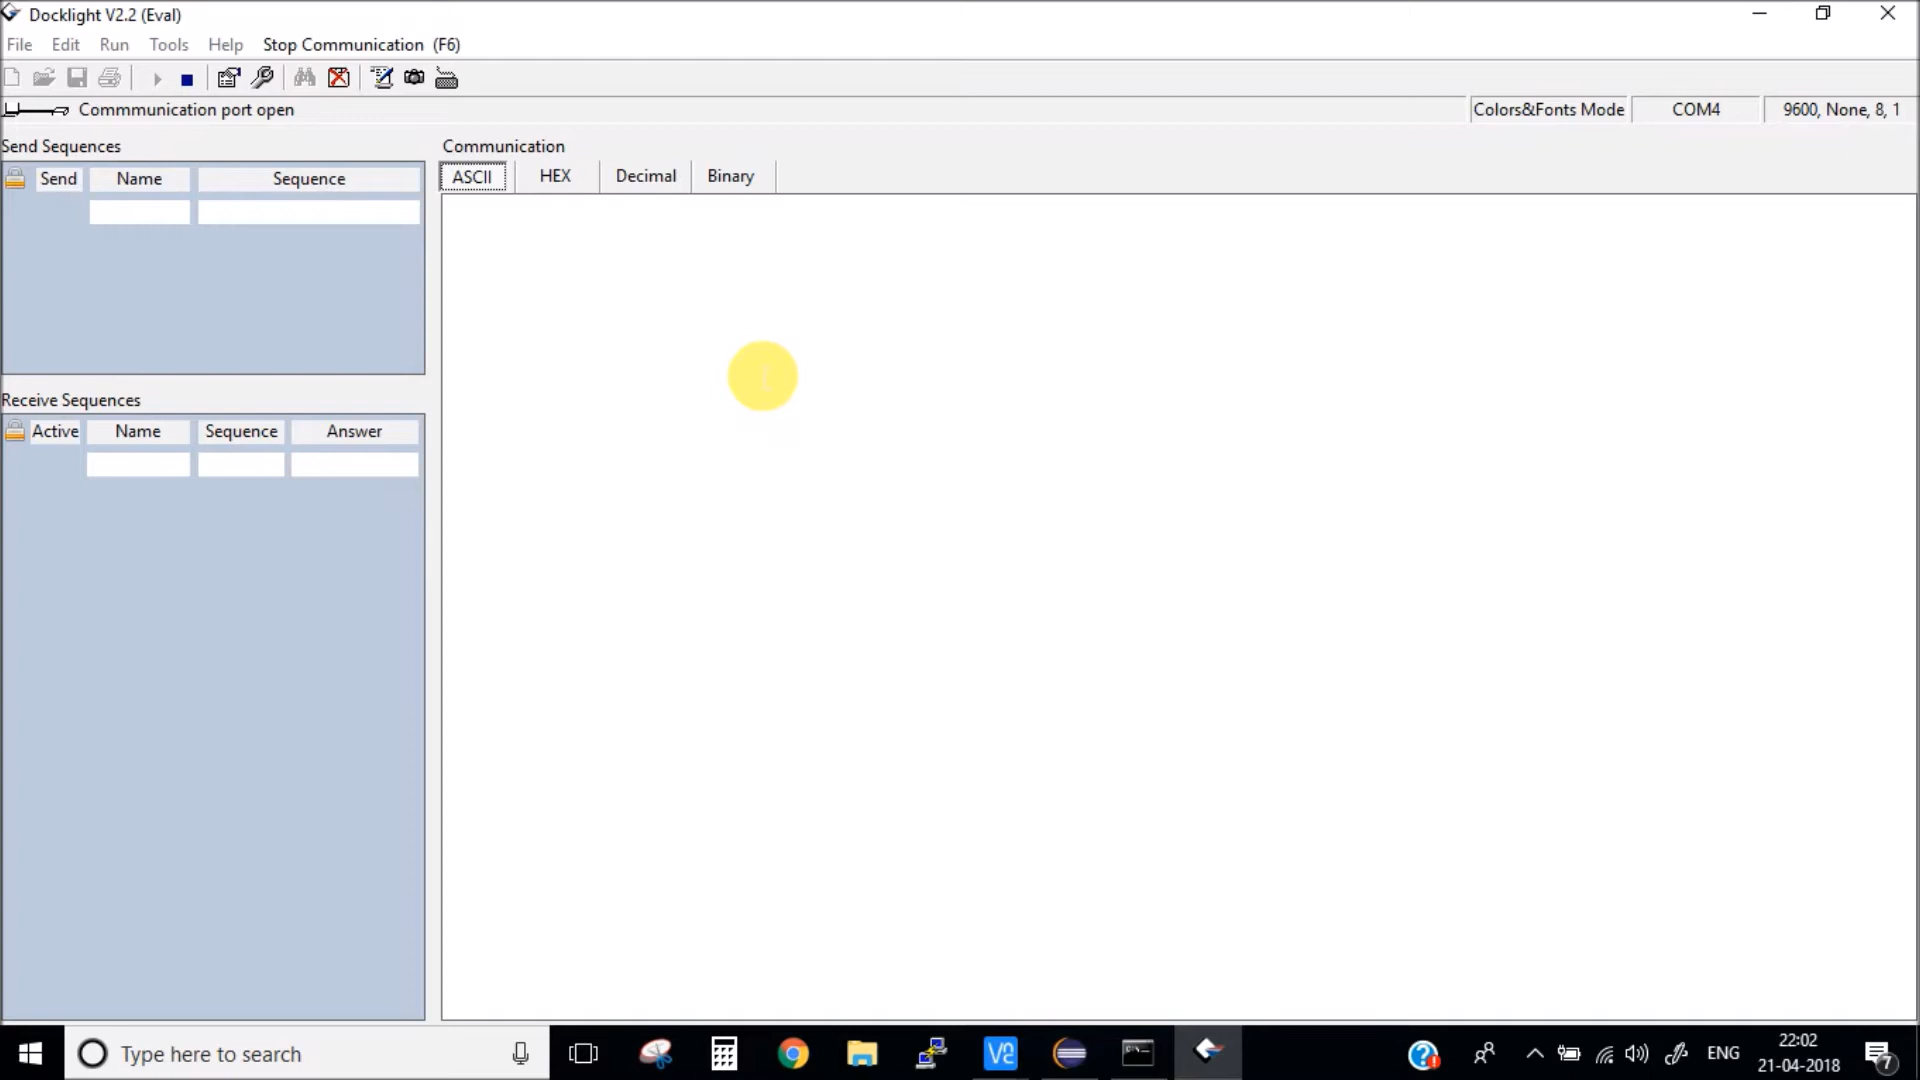 Docklight V2.2 (Eval)
File Edit Run Tools Help Stop Communication (F6)
Commmunication port open Colors&Fonts Mode COM4 9600, None, 8, 1
Send Sequences
Send Name Sequence
Receive Sequences
Active Name Sequence Answer
Communication
ASCII HEX Decimal Binary
Type here to search
V2
ENG
22:02
21-04-2018
7